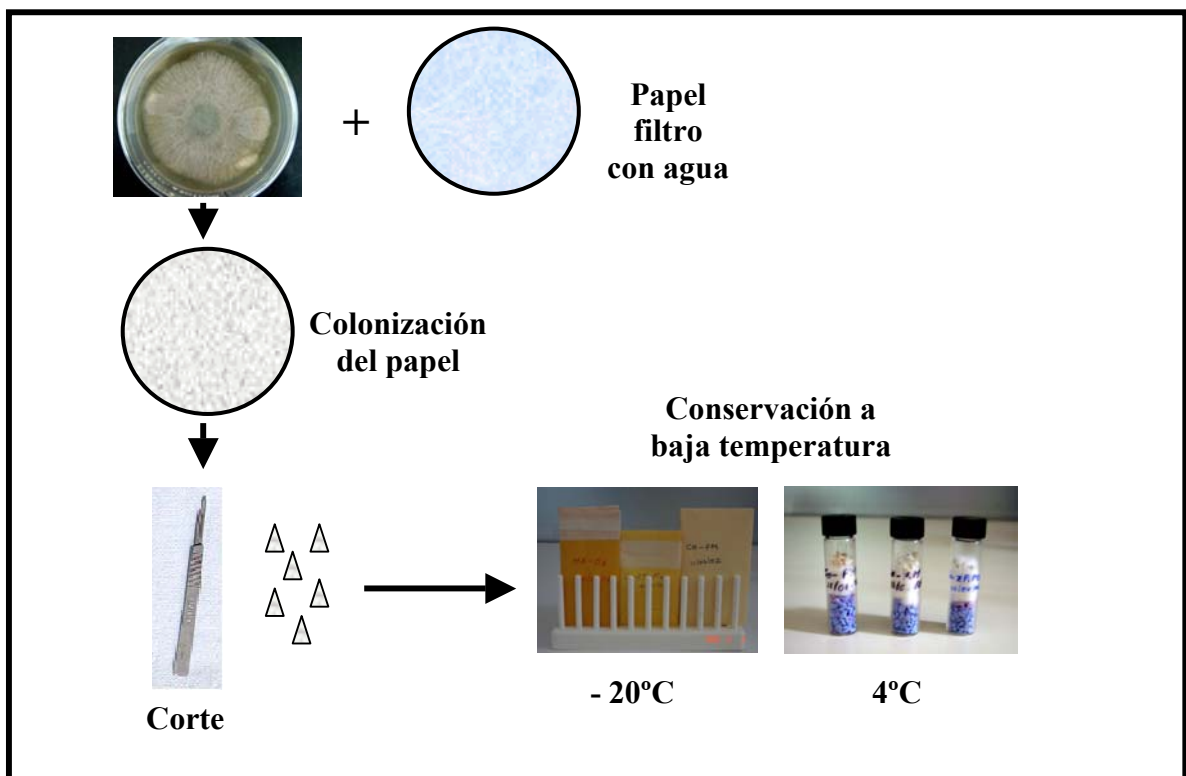 +
Papel
filtro
con agua
Colonización
del papel
Conservación a
baja temperatura
- 20ºC
4ºC
Corte